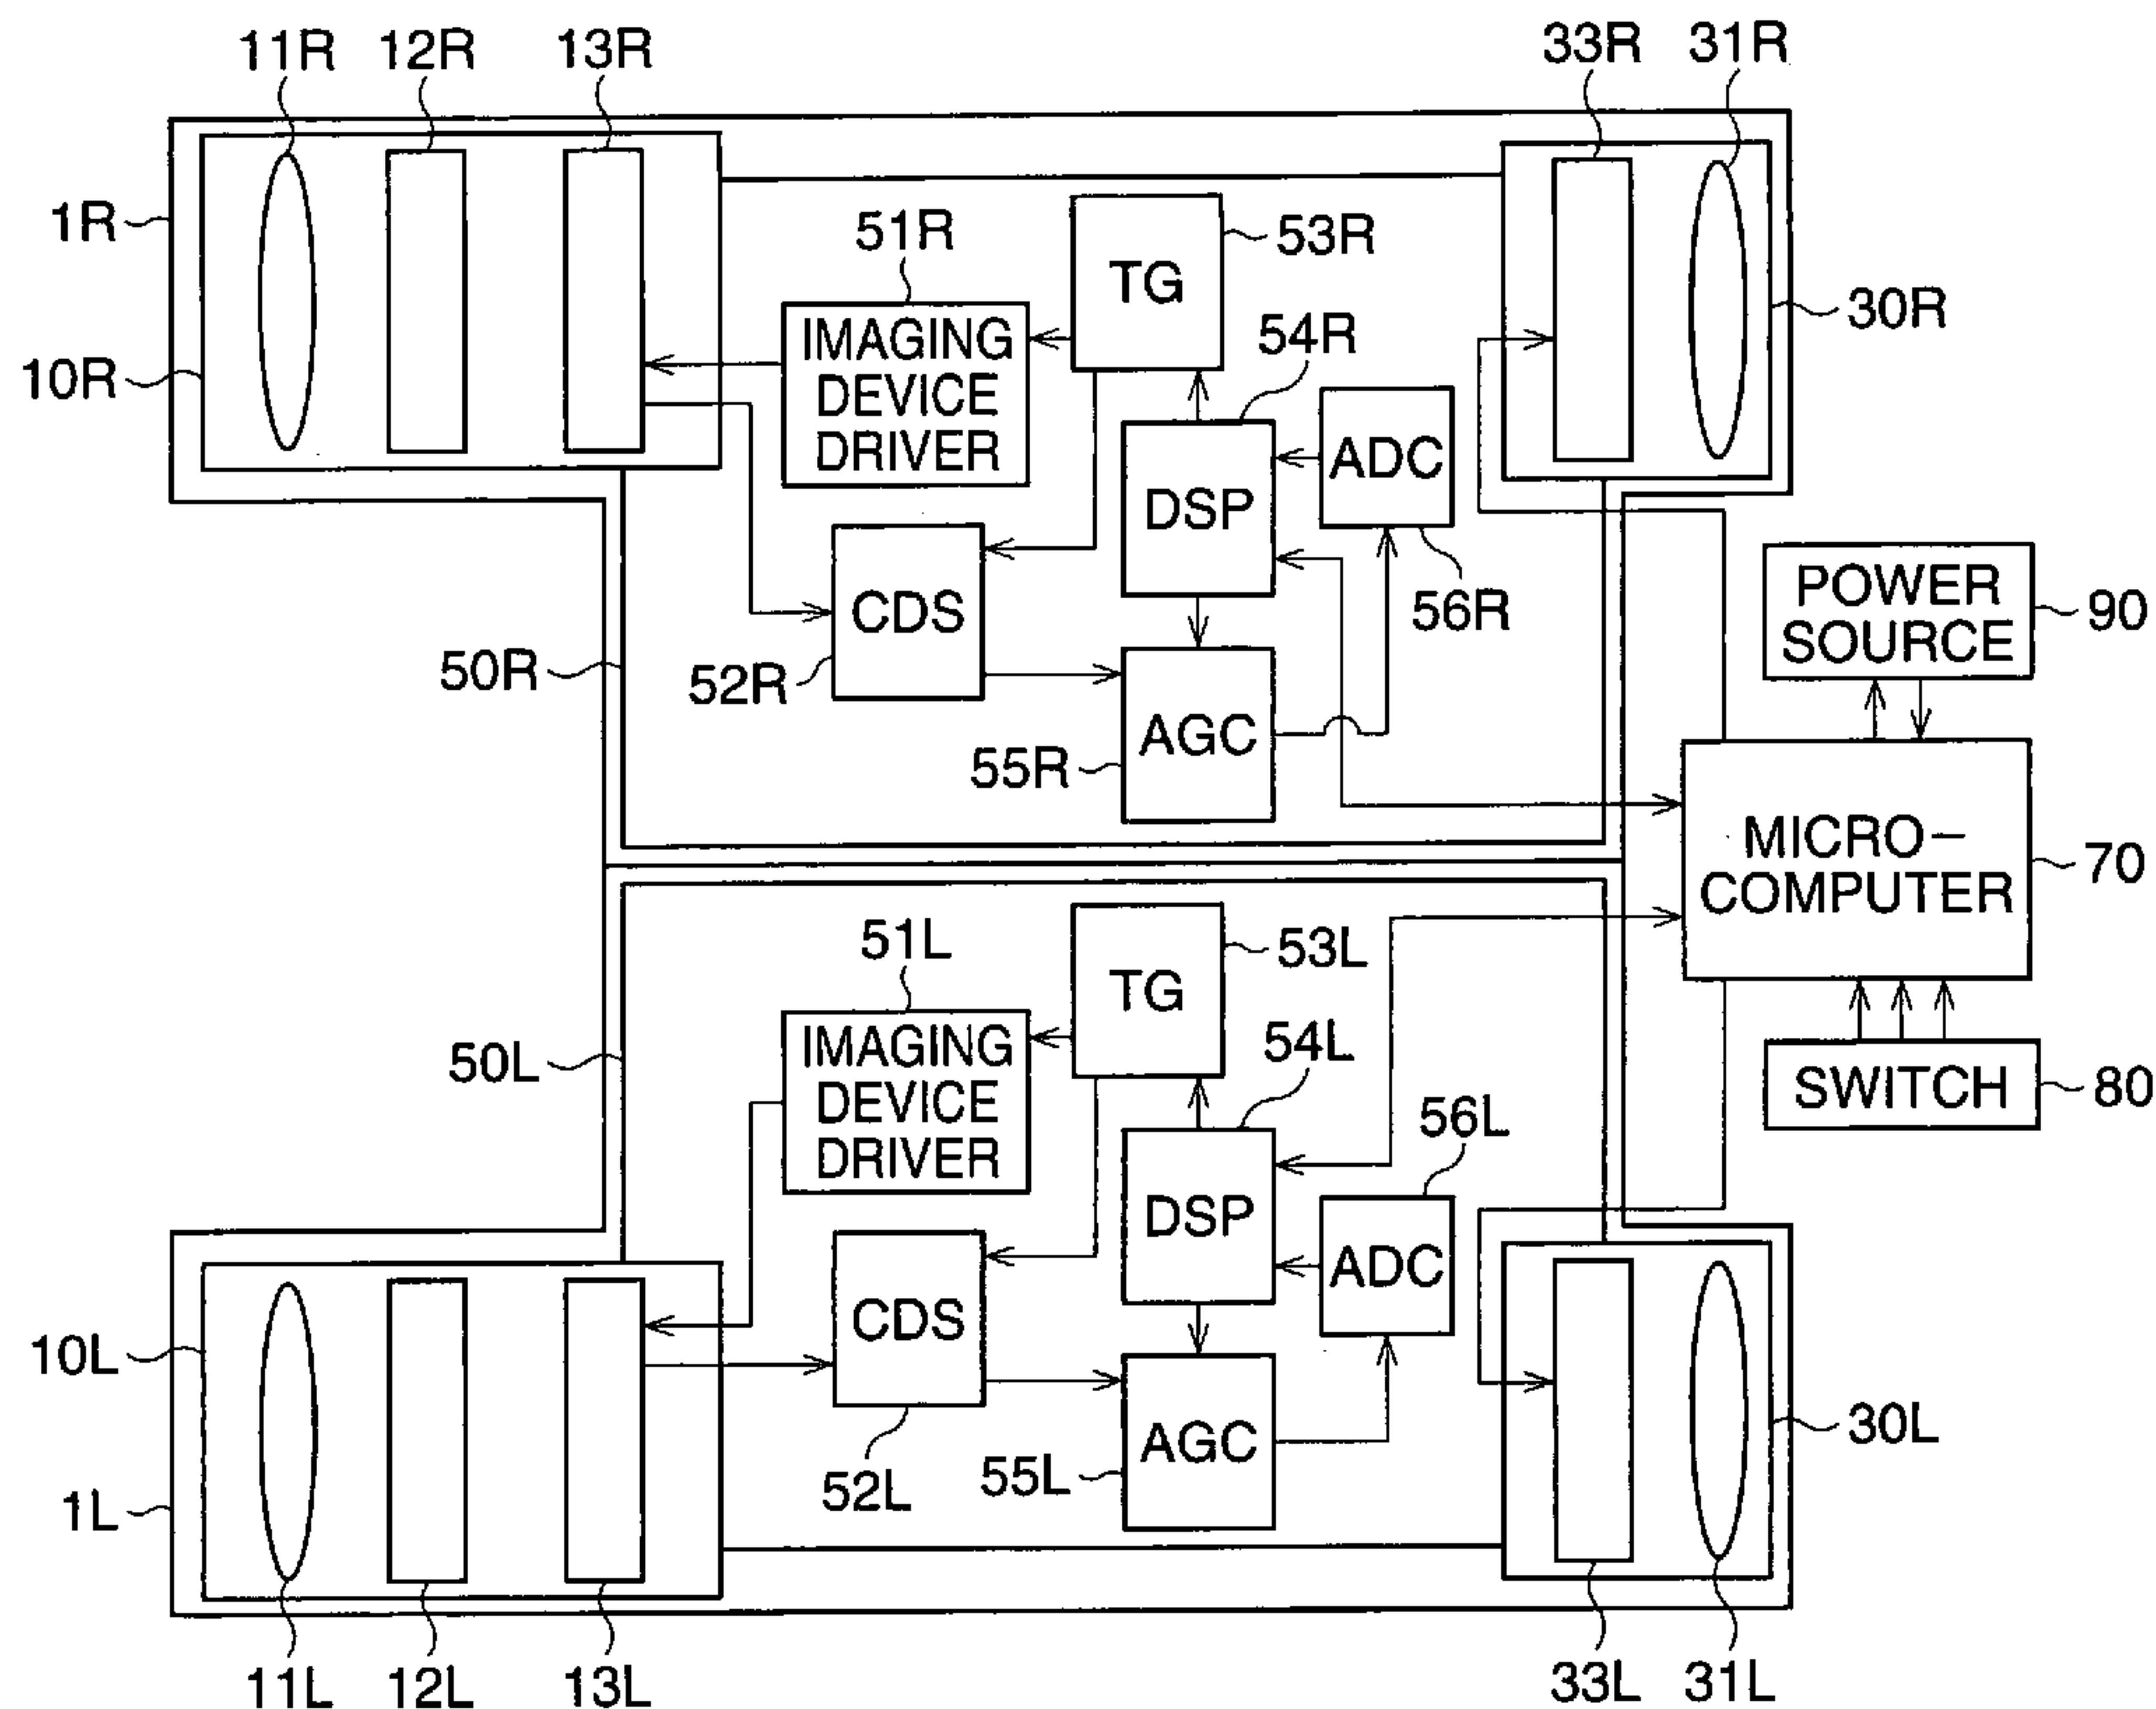 11R 12R 13R 33R 31R
1R
51R
TG
53R
IMAGING
DEVICE
DRIVER
54R
30R
10R
ADC
DSP
CDS
56R
POWER
SOURCE
90
50R
52R
AGC
55R
MICRO-
COMPUTER
70
51L
TG
53L
IMAGING
DEVICE
DRIVER
54L
50L
SWITCH
80
56L
DSP
ADC
CDS
10L
AGC
30L
52L
55L
1L
11L 12L 13L 33L 31L